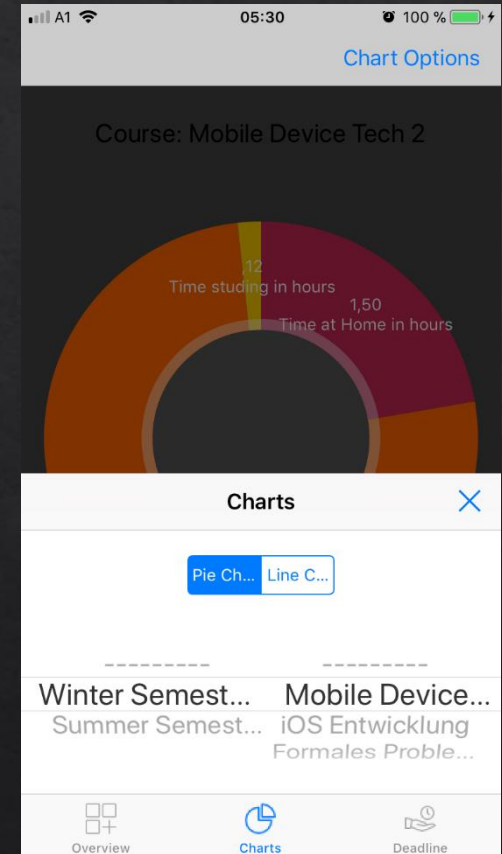 A1 05:30 100 %
Chart Options
Course: Mobile Device Tech 2
,12
Time studing in hours
1,50
Time at Home in hours
Charts
Pie Ch... Line C...
--------- ---------
Winter Semest... Mobile Device...
Summer Semest... iOS Entwicklung
Formales Proble...
Overview Charts Deadline